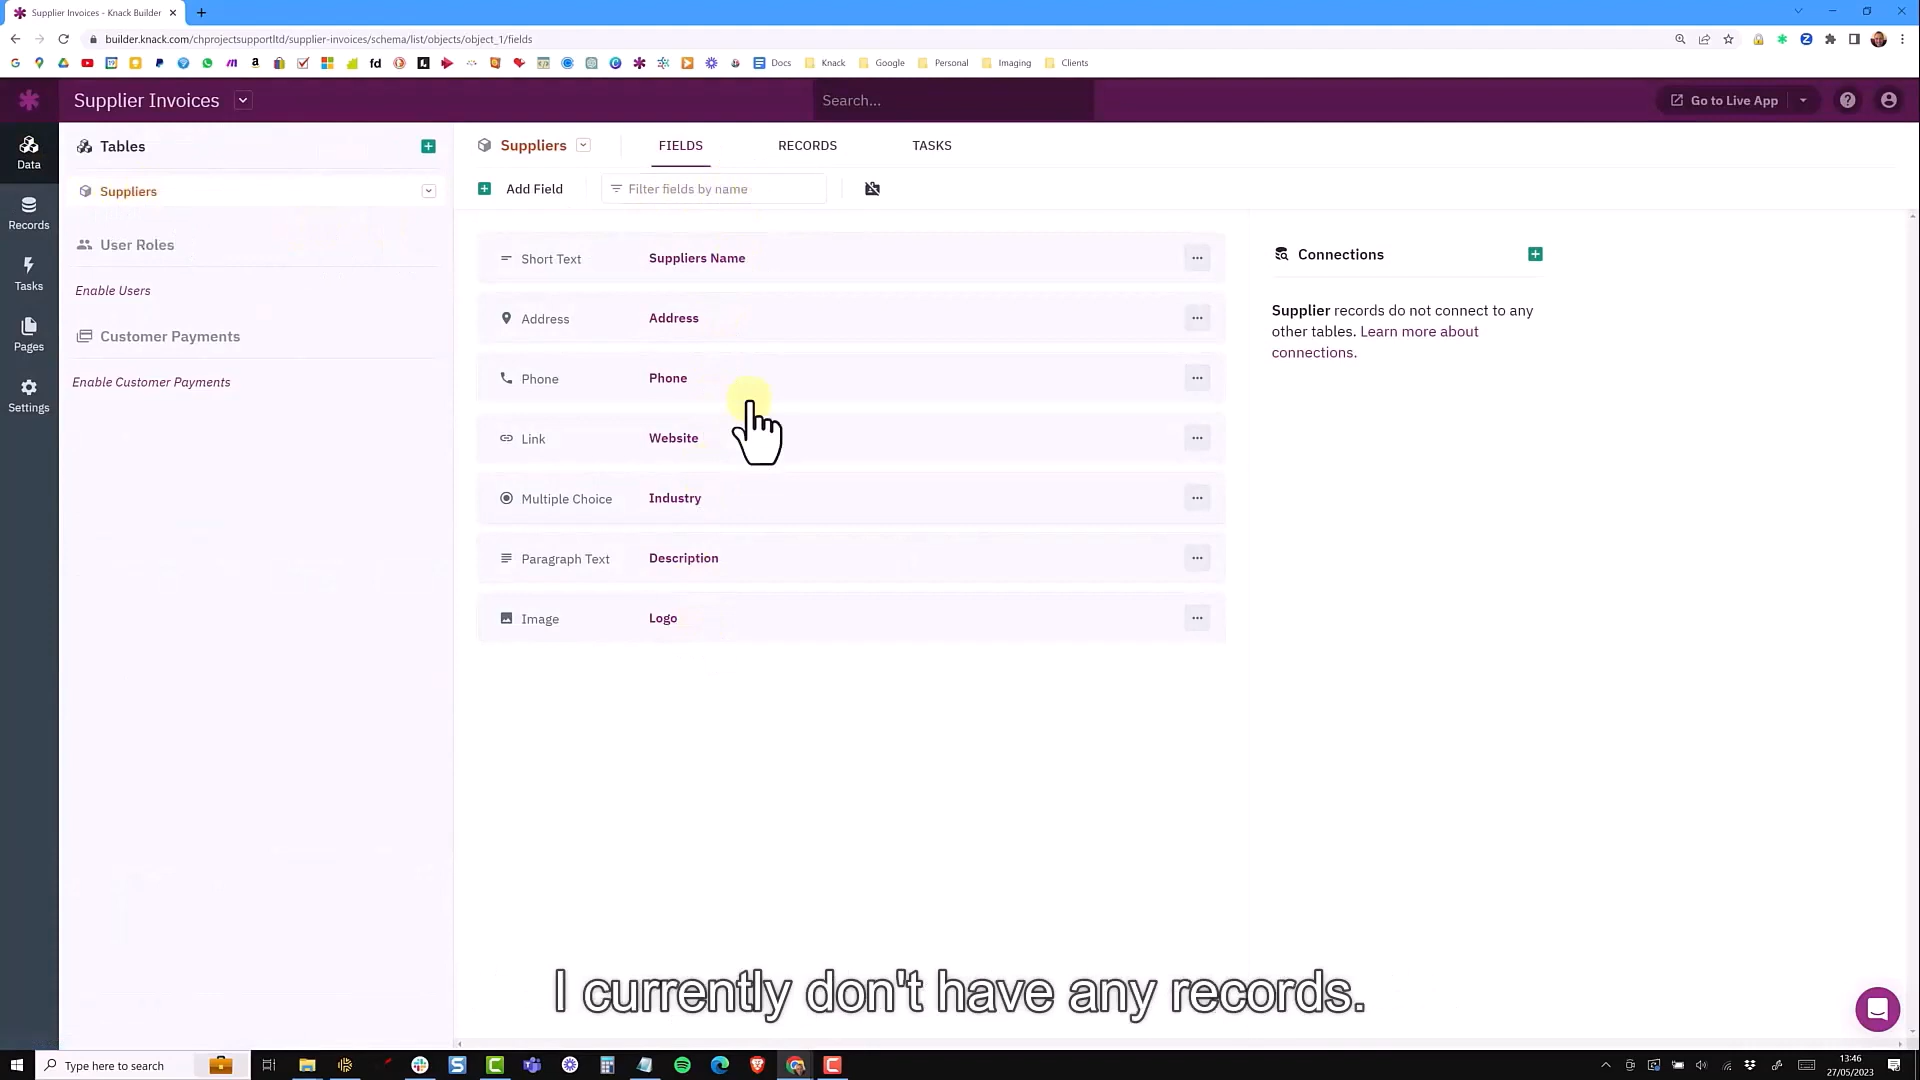 Supplier Invoices - Knack Builder
builder.knack.com/chprojectsupportltd/supplier-invoices/schema/list/objects/object_1/fields
Docs
Knack
Google
Personal
Imaging
Clients
Supplier Invoices
Search...
Go to Live App
Data
Records
Tasks
Pages
Settings
Tables
Suppliers
User Roles
Enable Users
Customer Payments
Enable Customer Payments
Suppliers
FIELDS
RECORDS
TASKS
Add Field
Filter fields by name
Short Text Suppliers Name
Address Address
Phone Phone
Link Website
Multiple Choice Industry
Paragraph Text Description
Image Logo
Connections
Supplier records do not connect to any
other tables. Learn more about
connections.
I currently don't have any records.
Type here to search
13:46
27/05/2023